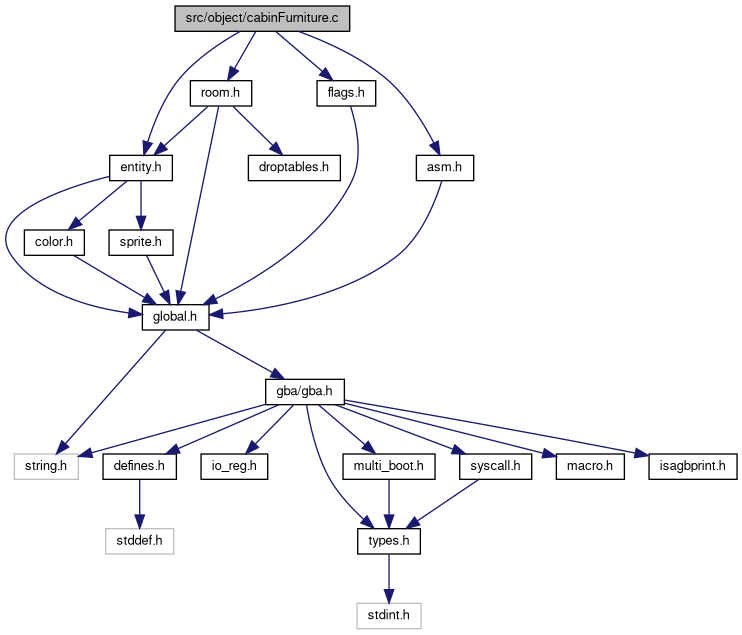 src/object/cabinFurniture.c
room.h
flags.h
entity.h
droptables.h
asm.h
color.h
sprite.h
global.h
gba/gba.h
string.h
defines.h
io_reg.h
multi_boot.h
syscall.h
macro.h
isagbprint.h
stddef.h
types.h
stdint.h